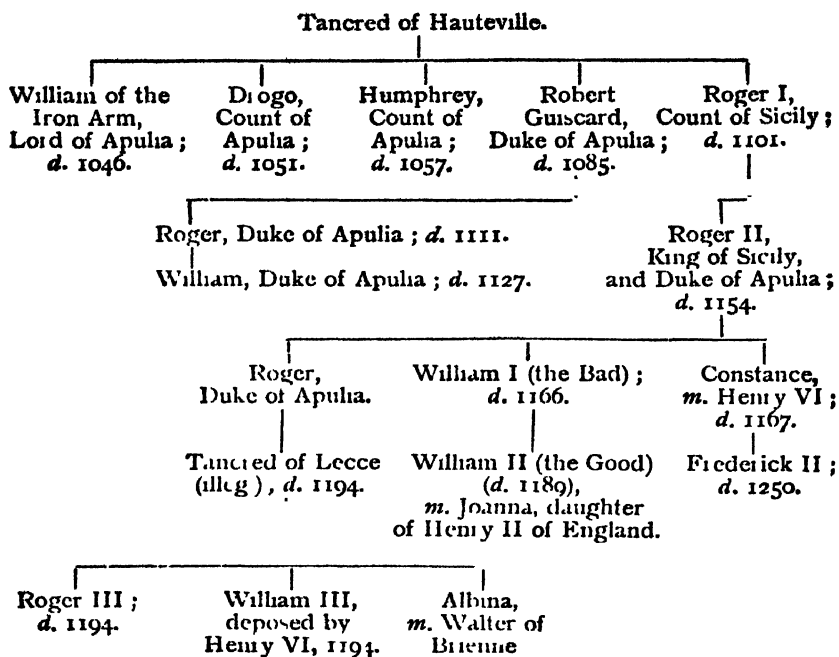 Tancred of Hauteville.
William of the
Iron Arm,
Lord of Apulia;
d. 1046.
Drogo,
Count of
Apulia;
d. 1051.
Humphrey,
Count of
Apulia;
d. 1057.
Robert
Guiscard,
Duke of Apulia;
d. 1085.
Roger I,
Count of Sicily;
d. 1101.
Roger, Duke of Apulia; d. 1111.
William, Duke of Apulia; d. 1127.
Roger II,
King of Sicily,
and Duke of Apulia;
d. 1154.
Roger,
Duke of Apulia.
William I (the Bad);
d. 1166.
Constance,
m. Henry VI;
d. 1167.
Tancred of Lecce
(illeg), d. 1194.
William II (the Good)
(d. 1189),
m. Joanna, daughter
of Henry II of England.
Frederick II;
d. 1250.
Roger III;
d. 1194.
William III,
deposed by
Henry VI, 1194.
Albina,
m. Walter of
Brienne